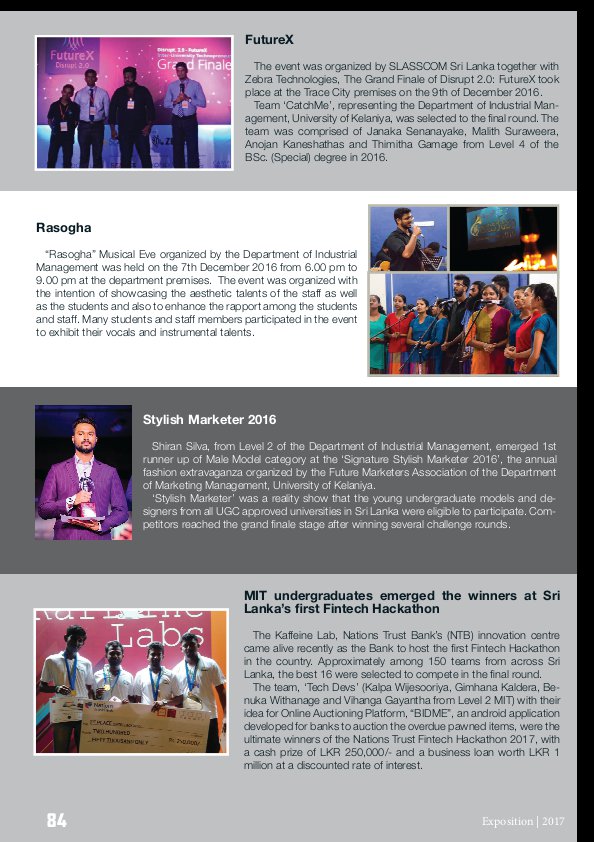 FutureX
Disrupt 2.0
Disrupt. 2.0 - FutureX
Inter-University Technopreneur
Grand Finale
FutureX
The event was organized by SLASSCOM Sri Lanka together with
Zebra Technologies, The Grand Finale of Disrupt 2.0: FutureX took
place at the Trace City premises on the 9th of December 2016.
Team ‘CatchMe’, representing the Department of Industrial Man-
agement, University of Kelaniya, was selected to the final round. The
team was comprised of Janaka Senanayake, Malith Suraweera,
Anojan Kaneshathas and Thimitha Gamage from Level 4 of the
BSc. (Special) degree in 2016.
Rasogha
“Rasogha” Musical Eve organized by the Department of Industrial
Management was held on the 7th December 2016 from 6.00 pm to
9.00 pm at the department premises. The event was organized with
the intention of showcasing the aesthetic talents of the staff as well
as the students and also to enhance the rapport among the students
and staff. Many students and staff members participated in the event
to exhibit their vocals and instrumental talents.
Stylish Marketer 2016
Shiran Silva, from Level 2 of the Department of Industrial Management, emerged 1st
runner up of Male Model category at the ‘Signature Stylish Marketer 2016’, the annual
fashion extravaganza organized by the Future Marketers Association of the Department
of Marketing Management, University of Kelaniya.
‘Stylish Marketer’ was a reality show that the young undergraduate models and de-
signers from all UGC approved universities in Sri Lanka were eligible to participate. Com-
petitors reached the grand finale stage after winning several challenge rounds.
Labs
MIT undergraduates emerged the winners at Sri
Lanka’s first Fintech Hackathon
The Kaffeine Lab, Nations Trust Bank’s (NTB) innovation centre
came alive recently as the Bank to host the first Fintech Hackathon
in the country. Approximately among 150 teams from across Sri
Lanka, the best 16 were selected to compete in the final round.
The team, ‘Tech Devs’ (Kalpa Wijesooriya, Gimhana Kaldera, Be-
nuka Withanage and Vihanga Gayantha from Level 2 MIT) with their
idea for Online Auctioning Platform, “BIDME”, an android application
developed for banks to auction the overdue pawned items, were the
ultimate winners of the Nations Trust Fintech Hackathon 2017, with
a cash prize of LKR 250,000/- and a business loan worth LKR 1
million at a discounted rate of interest.
84
Exposition | 2017